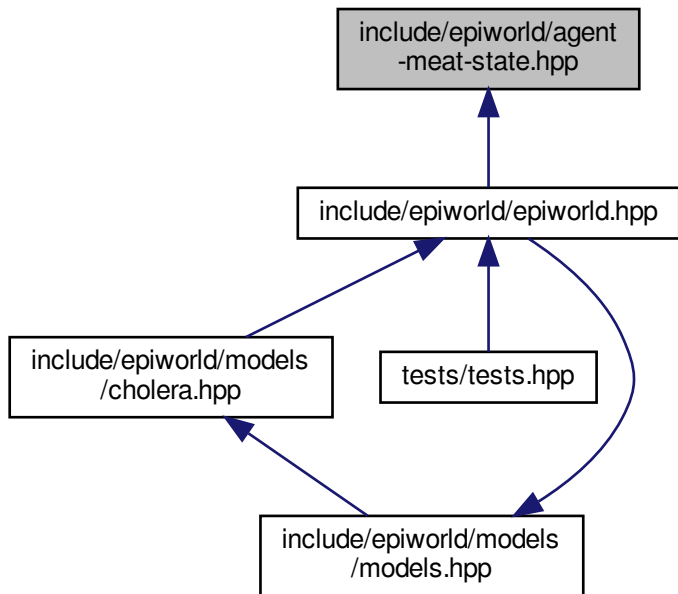 include/epiworld/agent
-meat-state.hpp
include/epiworld/epiworld.hpp
include/epiworld/models
/cholera.hpp
tests/tests.hpp
include/epiworld/models
/models.hpp